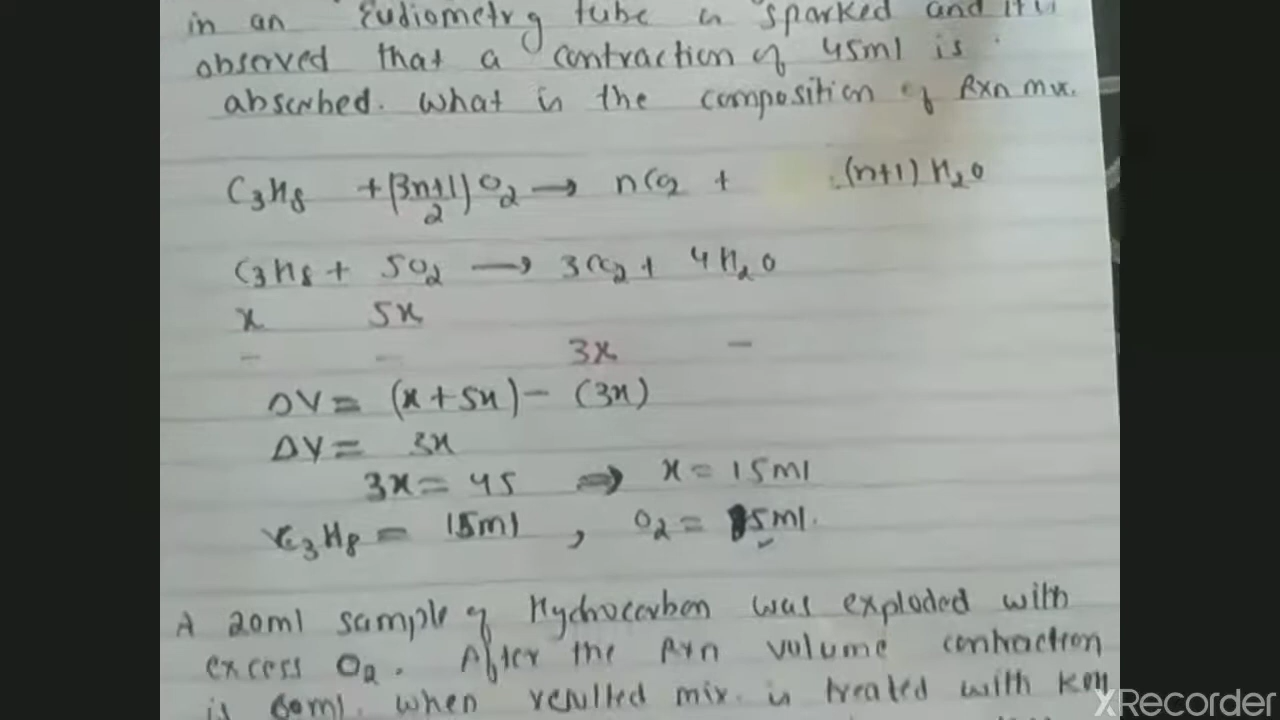 in an Eudiometry tube is sparked and it is
observed that a contraction of 45ml is
absorbed. What is the composition of Rxn mix.
C3H8 + (3n+1)/2 O2 → nCO2 + (n+1) H2O
C3H8 + 5O2 → 3CO2 + 4H2O
x 5x
– – 3x –
ΔV = (x + 5x) – (3x)
ΔV = 3x
3x = 45 ⇒ x = 15ml
C3H8 = 15ml , O2 = 5ml.
A 20ml sample of Hydrocarbon was exploded with
excess O2. After the Rxn volume contraction
is 60ml. when resulted mix. is treated with KOH
XRecorder